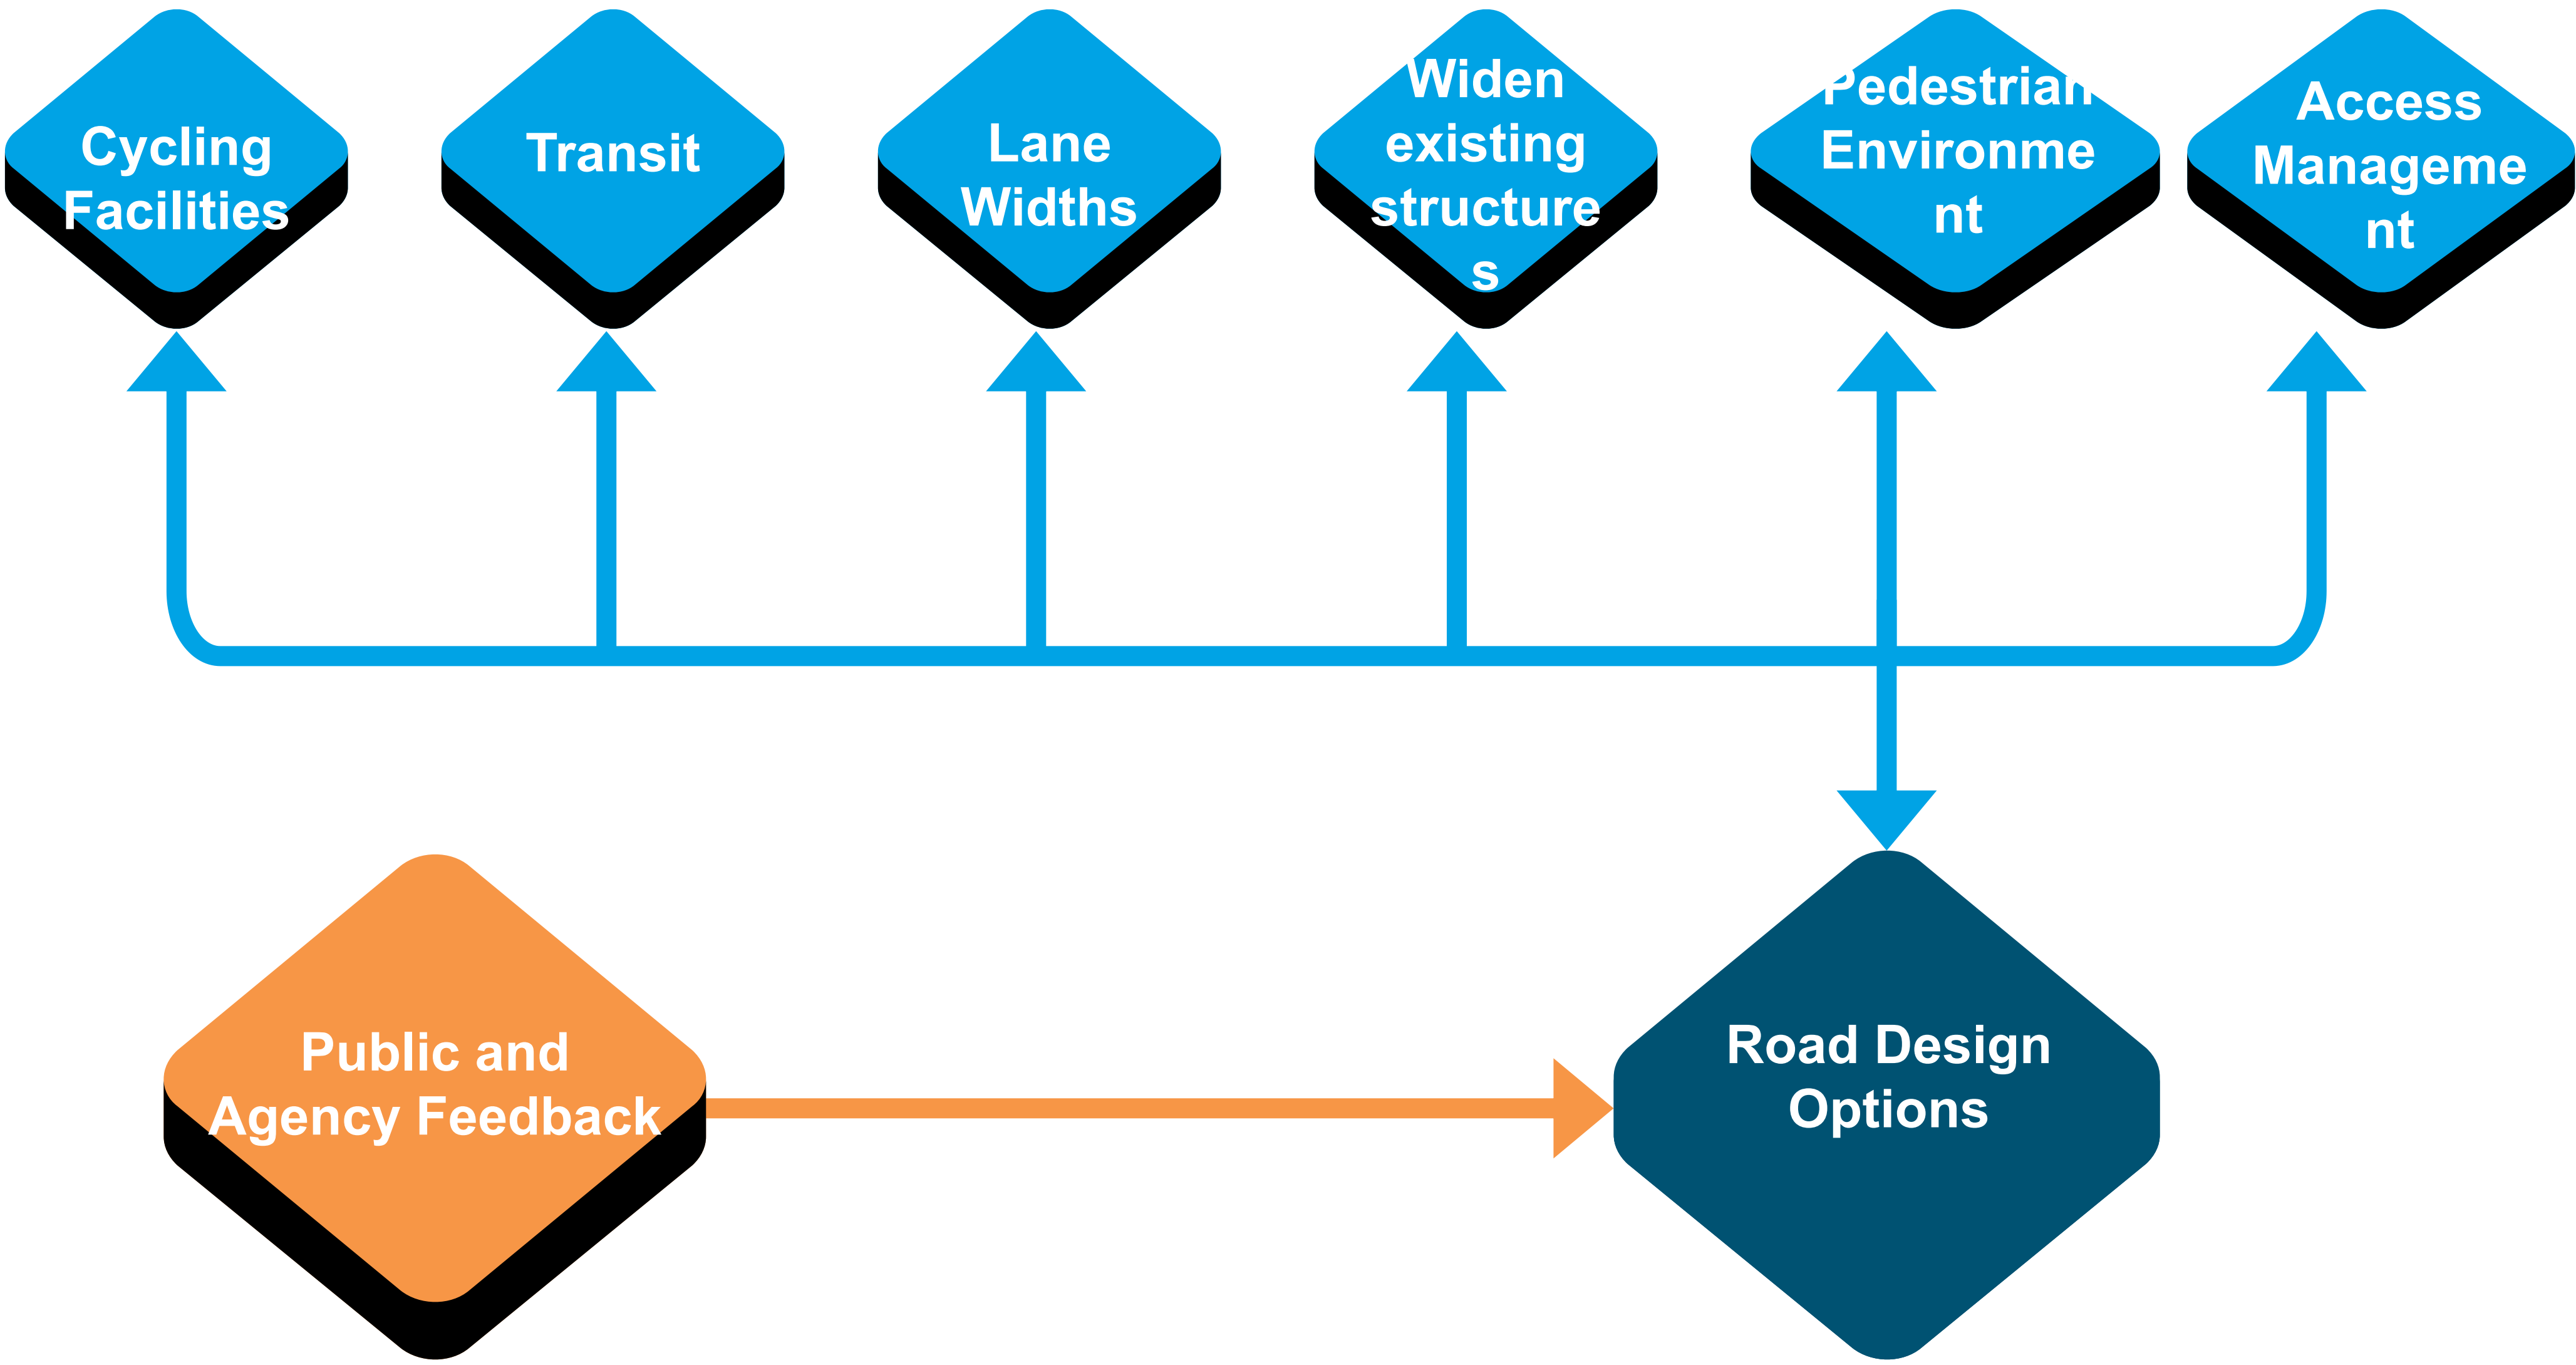 Cycling
Facilities
Transit
Lane
Widths
Widen
existing
structure
s
Pedestrian
Environme
nt
Access
Manageme
nt
Public and
Agency Feedback
Road Design
Options